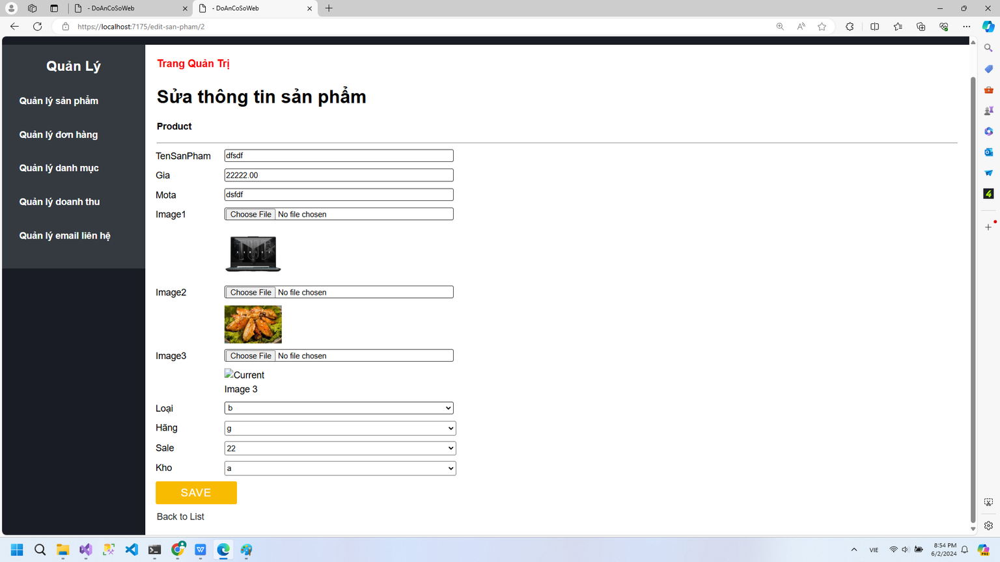 - DoAnCoSoWeb
- DoAnCoSoWeb
https://localhost:7175/edit-san-pham/2
Quản Lý
Quản lý sản phẩm
Quản lý đơn hàng
Quản lý danh mục
Quản lý doanh thu
Quản lý email liên hệ
Trang Quản Trị
Sửa thông tin sản phẩm
Product
TenSanPham dfsdf
Gia 22222.00
Mota dsfdf
Image1 Choose File No file chosen
Image2 Choose File No file chosen
Image3 Choose File No file chosen
Current
Image 3
Loại b
Hãng g
Sale 22
Kho a
SAVE
Back to List
VIE
8:54 PM
6/2/2024